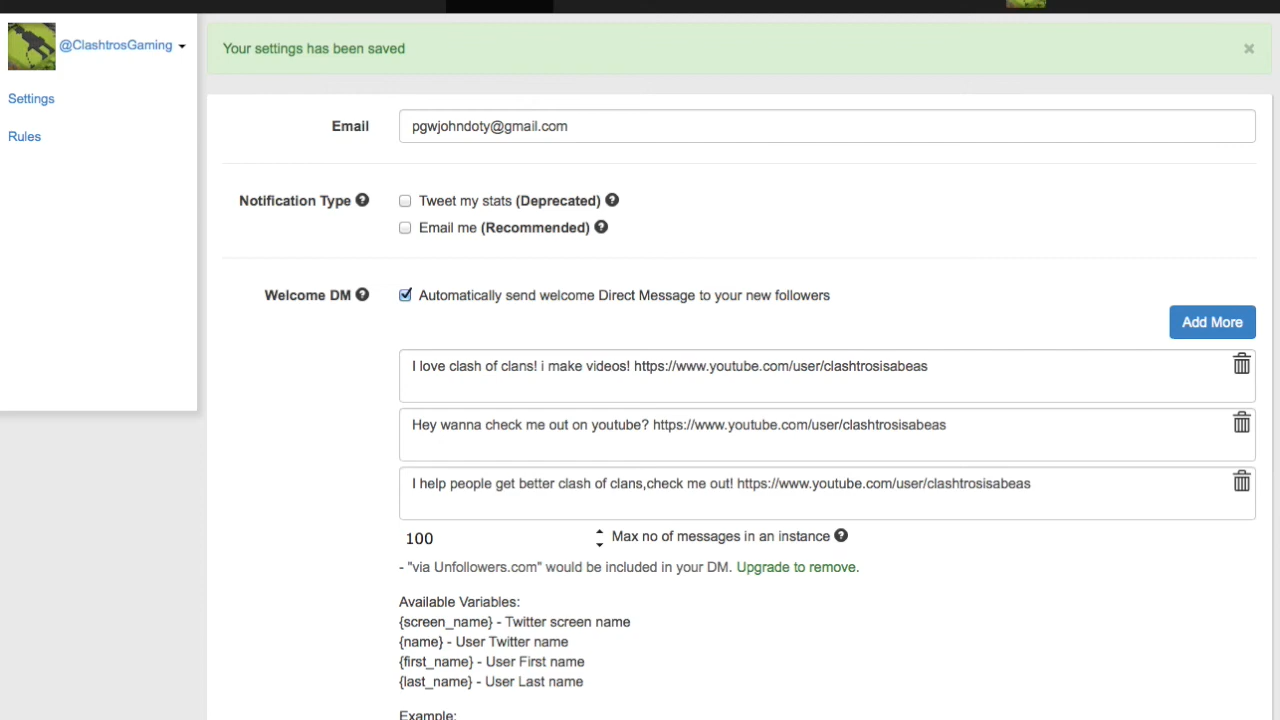 @ClashtrosGaming
Settings
Rules
Your settings has been saved
×
Email
pgwjohndoty@gmail.com
Notification Type
Tweet my stats (Deprecated)
Email me (Recommended)
Welcome DM
Automatically send welcome Direct Message to your new followers
Add More
I love clash of clans! i make videos! https://www.youtube.com/user/clashtrosisabeas
Hey wanna check me out on youtube? https://www.youtube.com/user/clashtrosisabeas
I help people get better clash of clans,check me out! https://www.youtube.com/user/clashtrosisabeas
100 Max no of messages in an instance
- "via Unfollowers.com" would be included in your DM. Upgrade to remove.
Available Variables:
{screen_name} - Twitter screen name
{name} - User Twitter name
{first_name} - User First name
{last_name} - User Last name
Example: